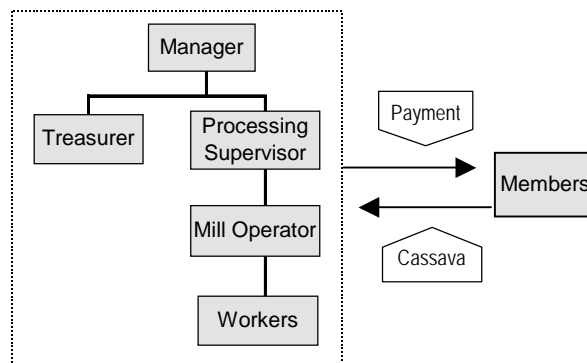 Manager
Treasurer
Processing
Supervisor
Mill Operator
Workers
Payment
Members
Cassava